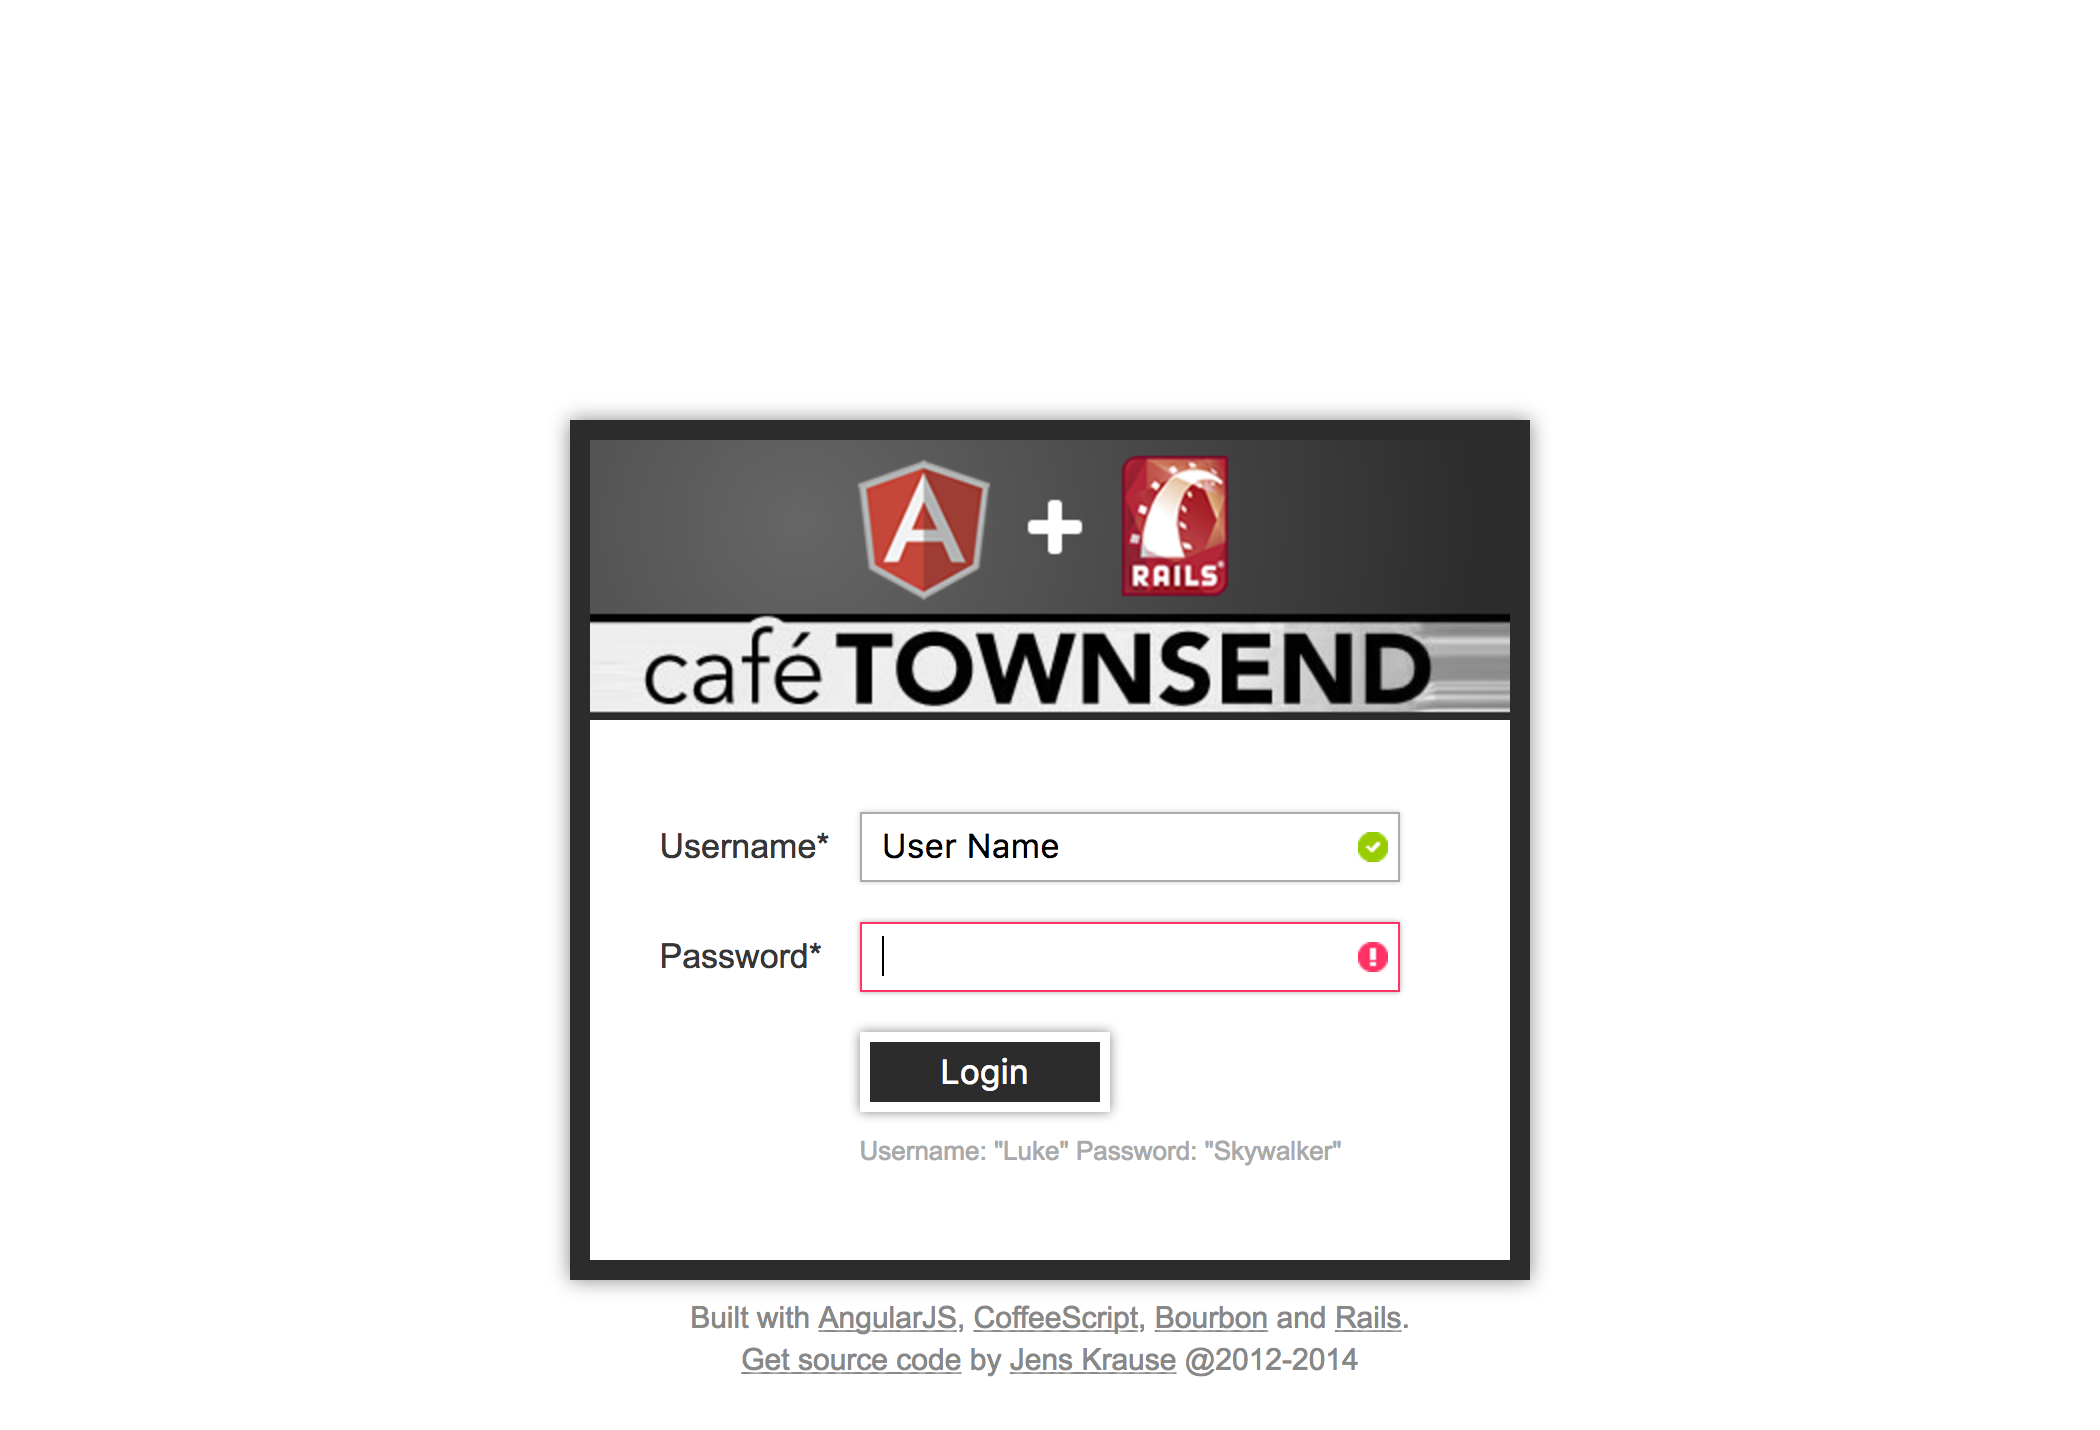 A + RAILS
café TOWNSEND
Username* User Name
Password*
Login
Username: "Luke" Password: "Skywalker"
Built with AngularJS, CoffeeScript, Bourbon and Rails.
Get source code by Jens Krause @2012-2014